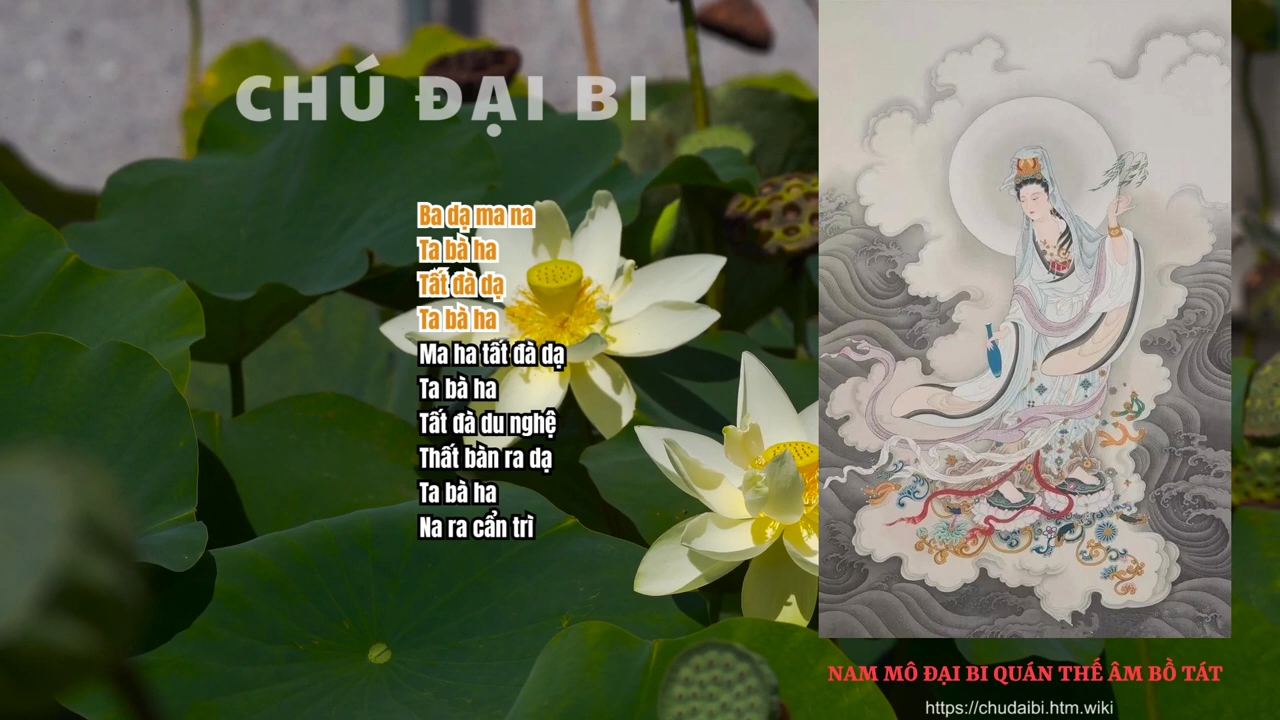 CHÚ ĐẠI BI
Ba dạ ma na
Ta bà ha
Tất đà dạ
Ta bà ha
Ma ha tất đà dạ
Ta bà ha
Tất đà du nghệ
Thất bàn ra dạ
Ta bà ha
Na ra cẩn trì
NAM MÔ ĐẠI BI QUÁN THẾ ÂM BỒ TÁT
https://chudaibi.htm.wiki